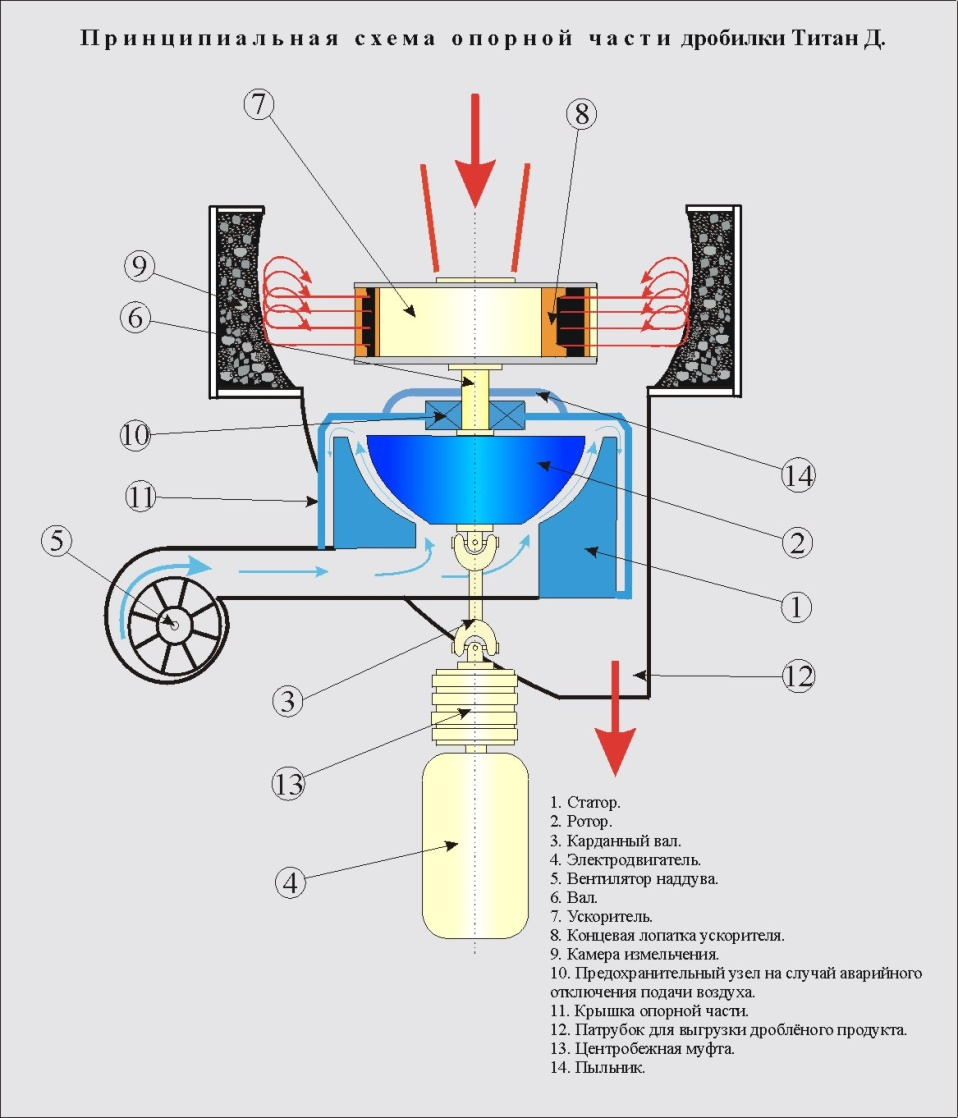 Принципиальная схема опорной части дробилки Титан Д.
7
8
9
6
10
14
11
5
2
1
3
12
13
4
1. Статор.
2. Ротор.
3. Карданный вал.
4. Электродвигатель.
5. Вентилятор наддува.
6. Вал.
7. Ускоритель.
8. Концевая лопатка ускорителя.
9. Камера измельчения.
10. Предохранительный узел на случай аварийного
отключения подачи воздуха.
11. Крышка опорной части.
12. Патрубок для выгрузки дроблёного продукта.
13. Центробежная муфта.
14. Пыльник.